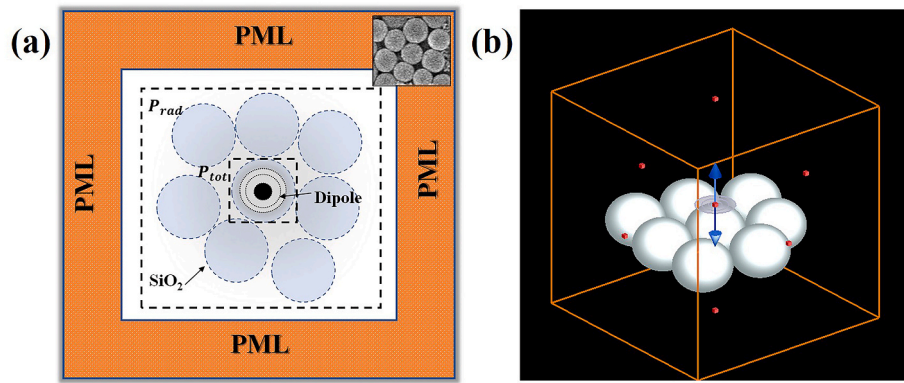 (a)
PML
P_rad
PML
P_tot
Dipole
PML
SiO₂
PML
(b)